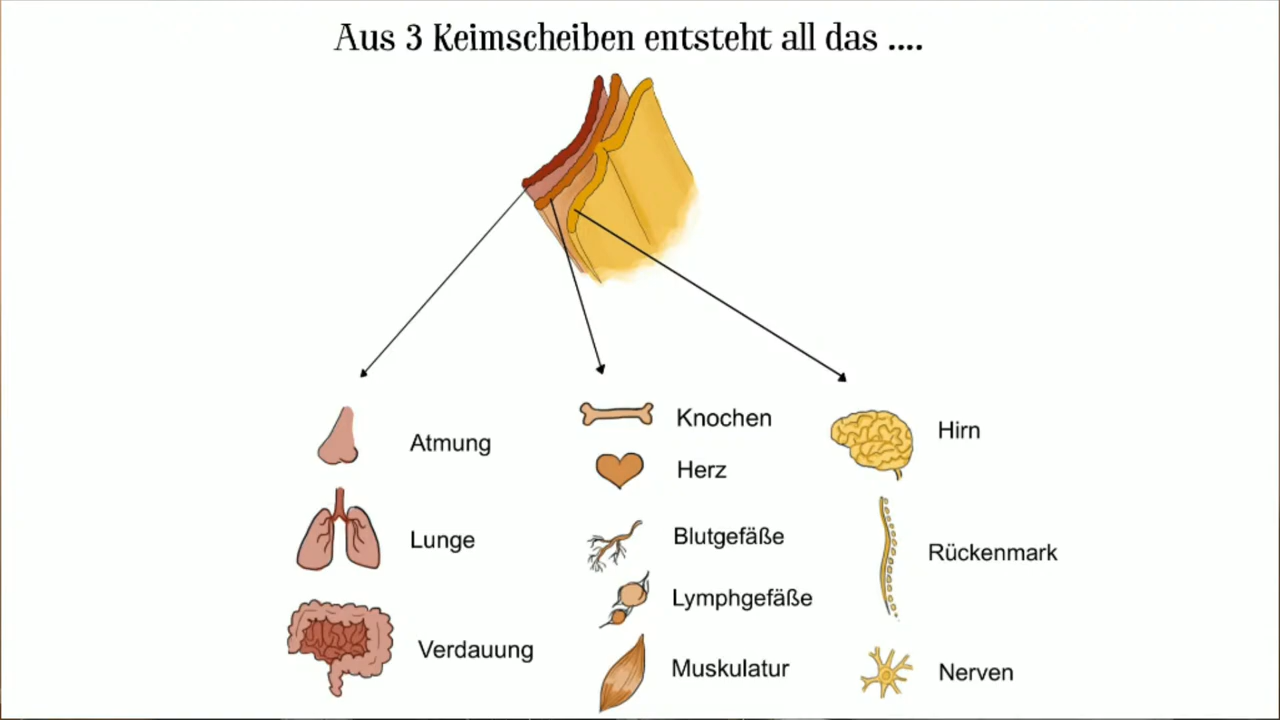 Aus 3 Keimscheiben entsteht all das ....
Atmung
Lunge
Verdauung
Knochen
Herz
Blutgefäße
Lymphgefäße
Muskulatur
Hirn
Rückenmark
Nerven